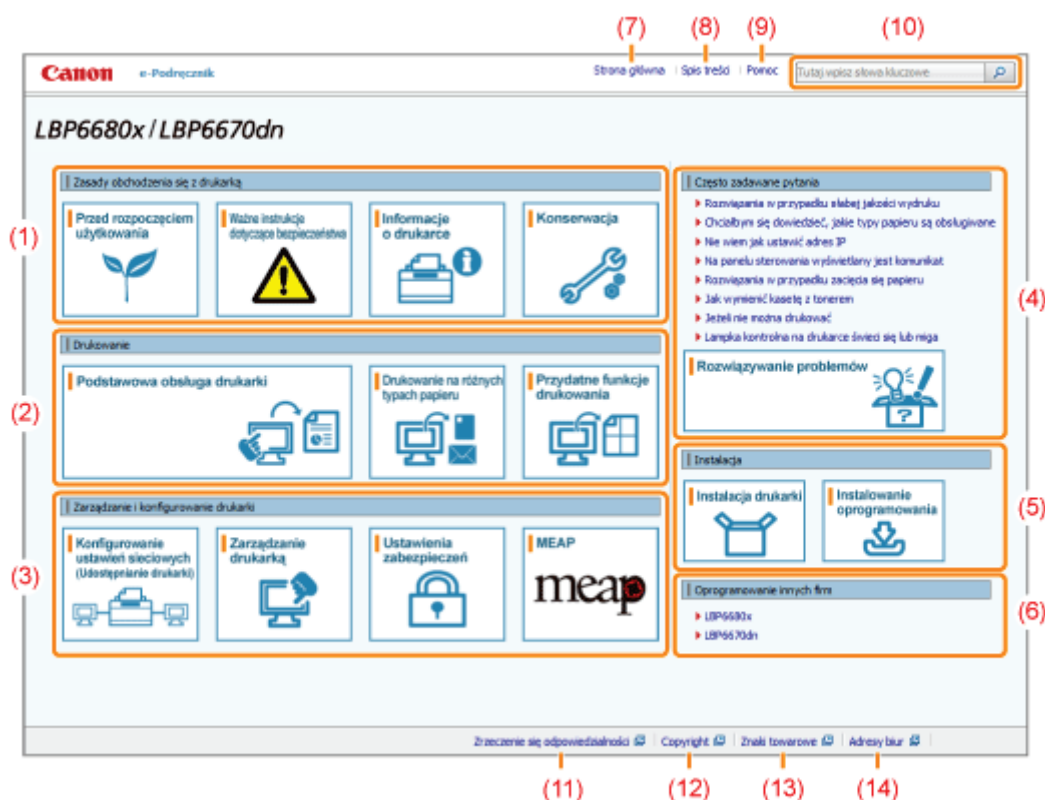 (7)
(8)
(9)
(10)
Canon e-Podręcznik
Strona główna Spis treści Pomoc Tutaj wpisz słowa kluczowe
LBP6680x / LBP6670dn
(1)
Zasady obchodzenia się z drukarką
Przed rozpoczęciem
użytkowania
Ważne instrukcje
dotyczące bezpieczeństwa
Informacje
o drukarce
Konserwacja
(2)
Drukowanie
Podstawowa obsługa drukarki
Drukowanie na różnych
typach papieru
Przydatne funkcje
drukowania
(3)
Zarządzanie i konfigurowanie drukarki
Konfigurowanie
ustawień sieciowych
(Udostępnianie drukarki)
Zarządzanie
drukarką
Ustawienia
zabezpieczeń
MEAP
meap
Często zadawane pytania
Rozwiązania w przypadku słabej jakości wydruku
Chciałbym się dowiedzieć, jakie typy papieru są obsługiwane
Nie wiem jak ustawić adres IP
Na panelu sterowania wyświetlany jest komunikat
Rozwiązania w przypadku zacięcia się papieru
Jak wymienić kasetę z tonerem
Jeżeli nie można drukować
Lampka kontrolna na drukarce świeci się lub miga
(4)
Rozwiązywanie problemów
Instalacja
Instalacja drukarki
Instalowanie
oprogramowania
(5)
Oprogramowanie innych firm
LBP6680x
LBP6670dn
(6)
Zrzeczenie się odpowiedzialności Copyright Znaki towarowe Adresy biur
(11)
(12)
(13)
(14)